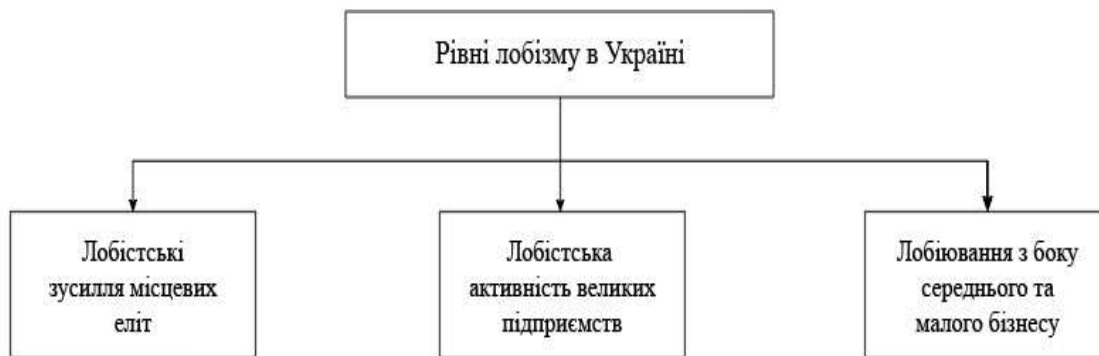 Рівні лобізму в Україні
Лобістські
зусилля місцевих
еліт
Лобістська
активність великих
підприємств
Лобіювання з боку
середнього та
малого бізнесу